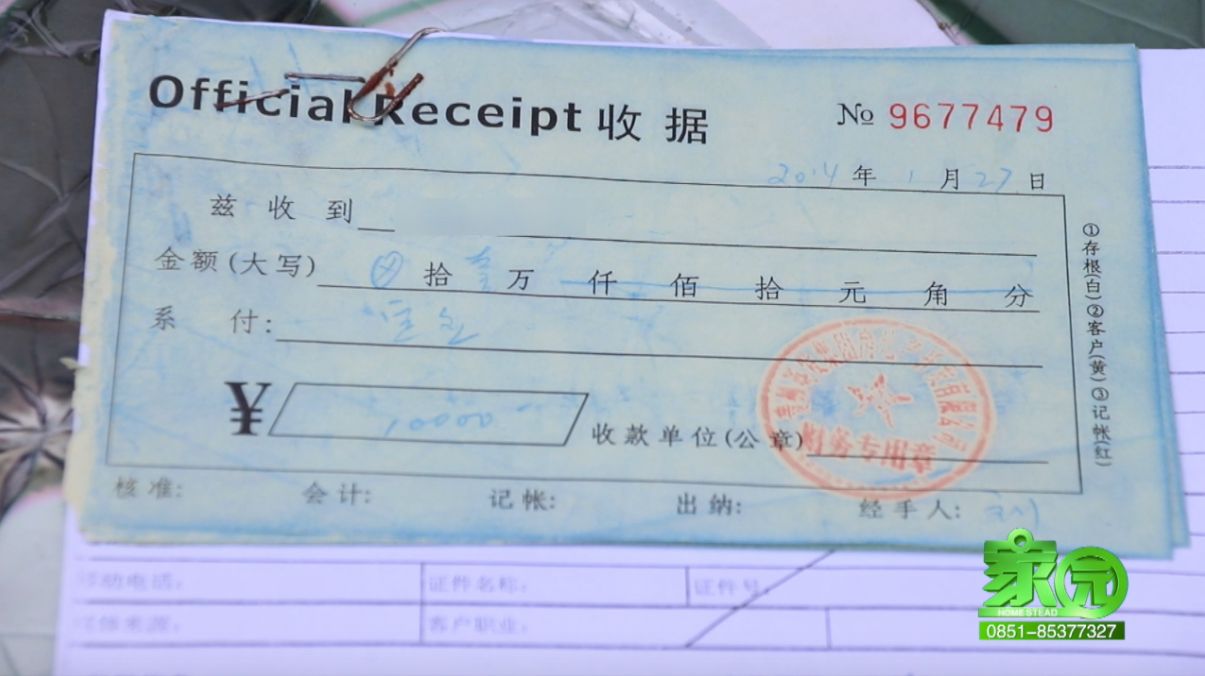 Official Receipt 收据
№ 9677479
2014 年 1 月 27 日
兹 收 到
金额(大写) 拾 壹 万 仟 佰 拾 元 角 分
系 付: 定金
¥ 10000
收款单位(公章)
财务专用章
核准: 会计: 记帐: 出纳: 经手人:
①存根(白)②客户(黄)③记帐(红)
证件名称: 证件号:
客户职业:
家园
HOMESTEAD
0851-85377327